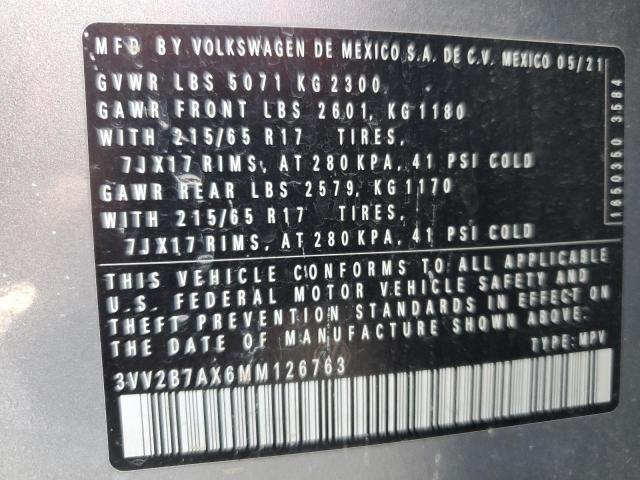 MFD BY VOLKSWAGEN DE MEXICO S.A. DE C.V. MEXICO 05/21
GVWR LBS 5071 KG 2300
GAWR FRONT LBS 2601, KG 1180
WITH 215/65 R17 TIRES,
7JX17 RIMS, AT 280 KPA, 41 PSI COLD
GAWR REAR LBS 2579, KG 1170
WITH 215/65 R17 TIRES,
7JX17 RIMS, AT 280 KPA, 41 PSI COLD
1650350 3584
THIS VEHICLE CONFORMS TO ALL APPLICABLE
U.S. FEDERAL MOTOR VEHICLE SAFETY AND
THEFT PREVENTION STANDARDS IN EFFECT ON
THE DATE OF MANUFACTURE SHOWN ABOVE.
TYPE: MPV
3VV2B7AX6MM126763